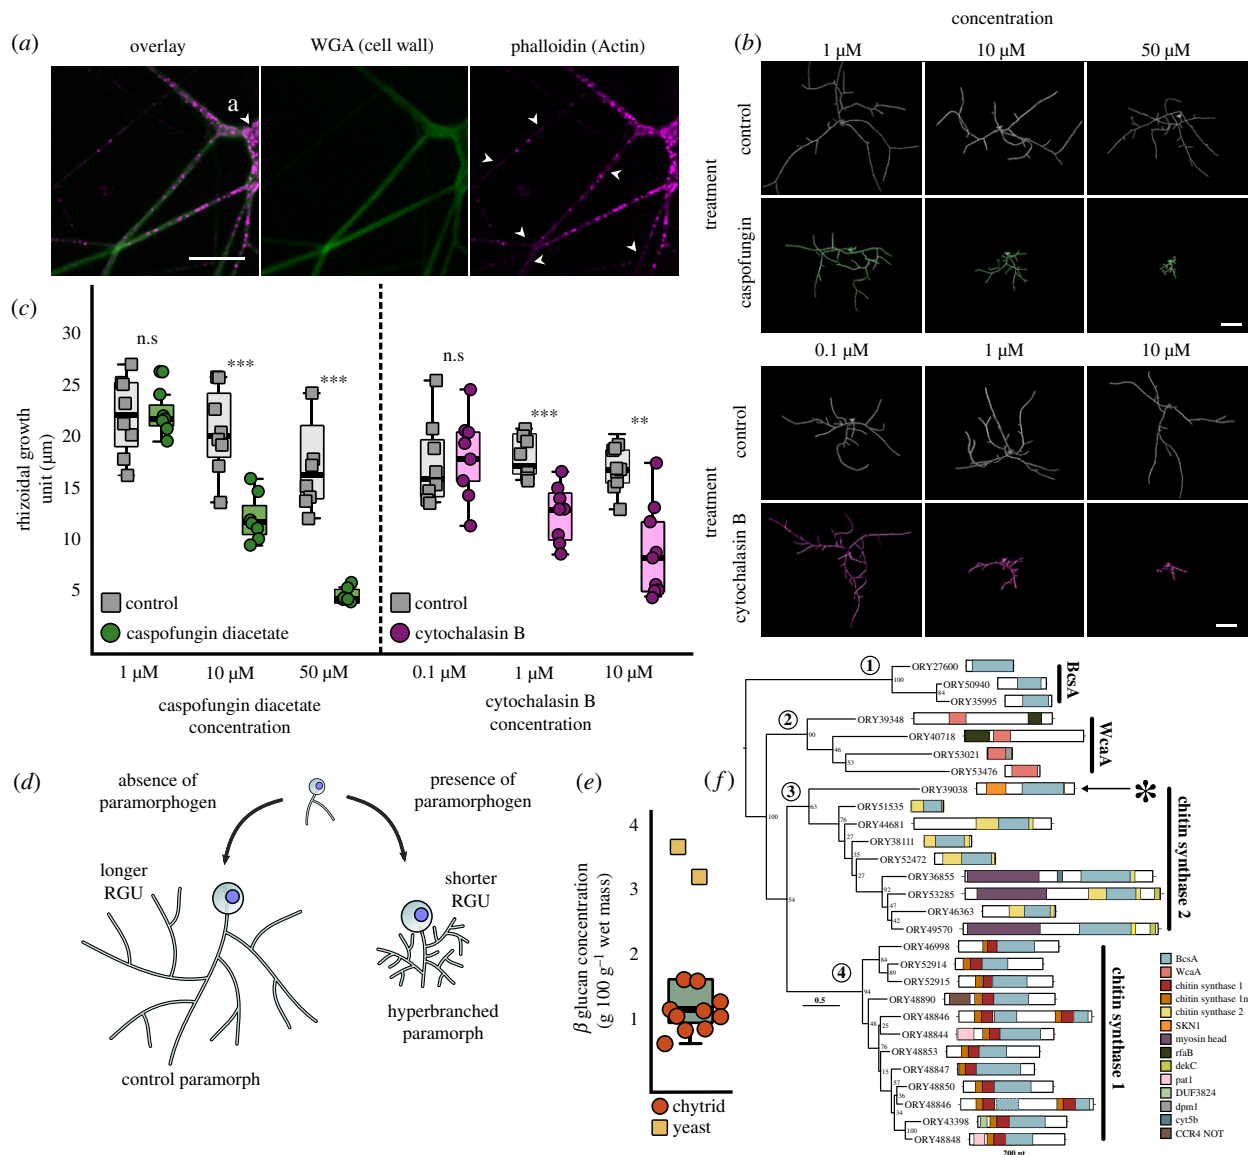 (a)
overlay
WGA (cell wall)
phalloidin (Actin)
a
(b)
concentration
1 µM
10 µM
50 µM
treatment
control
caspofungin
0.1 µM
1 µM
10 µM
treatment
control
cytochalasin B
(c)
rhizoidal growth
unit (µm)
30
25
20
15
10
5
n.s
***
***
n.s
***
**
control
caspofungin diacetate
control
cytochalasin B
1 µM
10 µM
50 µM
0.1 µM
1 µM
10 µM
caspofungin diacetate
concentration
cytochalasin B
concentration
(d)
absence of
paramorphogen
presence of
paramorphogen
longer
RGU
shorter
RGU
control paramorph
hyperbranched
paramorph
(e)
β glucan concentration
(g 100 g⁻¹ wet mass)
4
3
2
1
chytrid
yeast
(f)
1
ORY27600
100
ORY50940
84
ORY35995
BcsA
2
ORY39348
90
ORY40718
46
ORY53021
53
ORY53476
WcaA
3
ORY39038
*
63
ORY51535
76
ORY44681
27
ORY38111
35
ORY52472
27
ORY36855
92
ORY53285
47
ORY46363
42
ORY49570
chitin synthase 2
100
54
4
ORY46998
84
ORY52914
89
ORY52915
94
ORY48890
48
ORY48846
25
ORY48844
76
ORY48853
15
ORY48847
57
ORY48850
36
ORY48846
34
ORY43398
100
ORY48848
chitin synthase 1
0.5
200 nt
BcsA
WcaA
chitin synthase 1
chitin synthase 1n
chitin synthase 2
SKN1
myosin head
rfaB
dekC
pat1
DUF3824
dpm1
cyt5b
CCR4 NOT